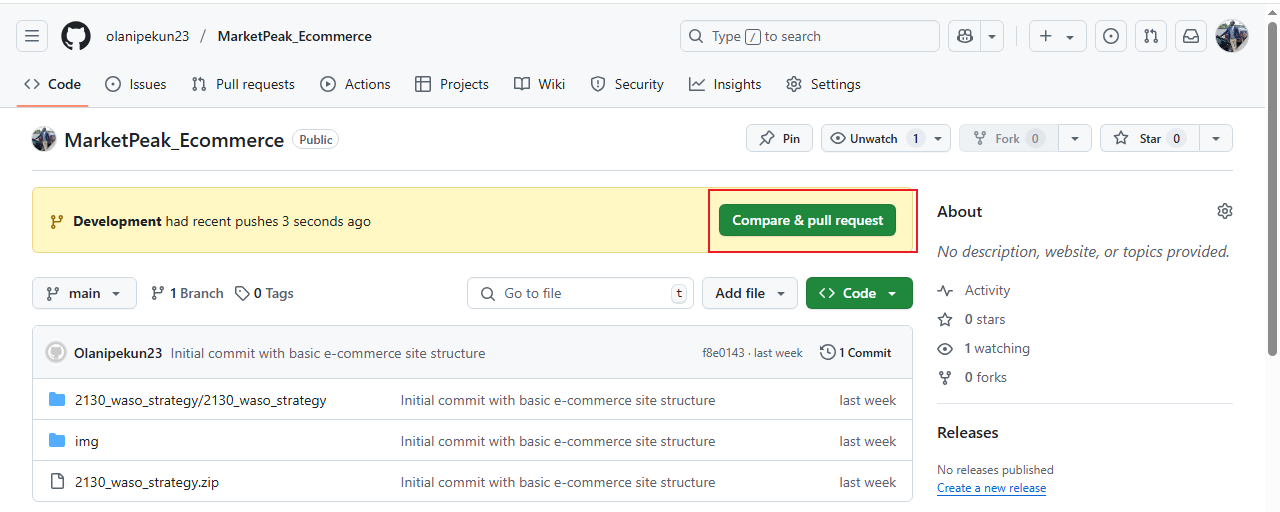 olanipekun23 / MarketPeak_Ecommerce
Type / to search
Code
Issues
Pull requests
Actions
Projects
Wiki
Security
Insights
Settings
MarketPeak_Ecommerce Public
Pin
Unwatch 1
Fork 0
Star 0
Development had recent pushes 3 seconds ago
Compare & pull request
main
1 Branch
0 Tags
Go to file t
Add file
Code
Olanipekun23 Initial commit with basic e-commerce site structure
f8e0143 · last week
1 Commit
2130_waso_strategy/2130_waso_strategy Initial commit with basic e-commerce site structure last week
img Initial commit with basic e-commerce site structure last week
2130_waso_strategy.zip Initial commit with basic e-commerce site structure last week
About
No description, website, or topics provided.
Activity
0 stars
1 watching
0 forks
Releases
No releases published
Create a new release